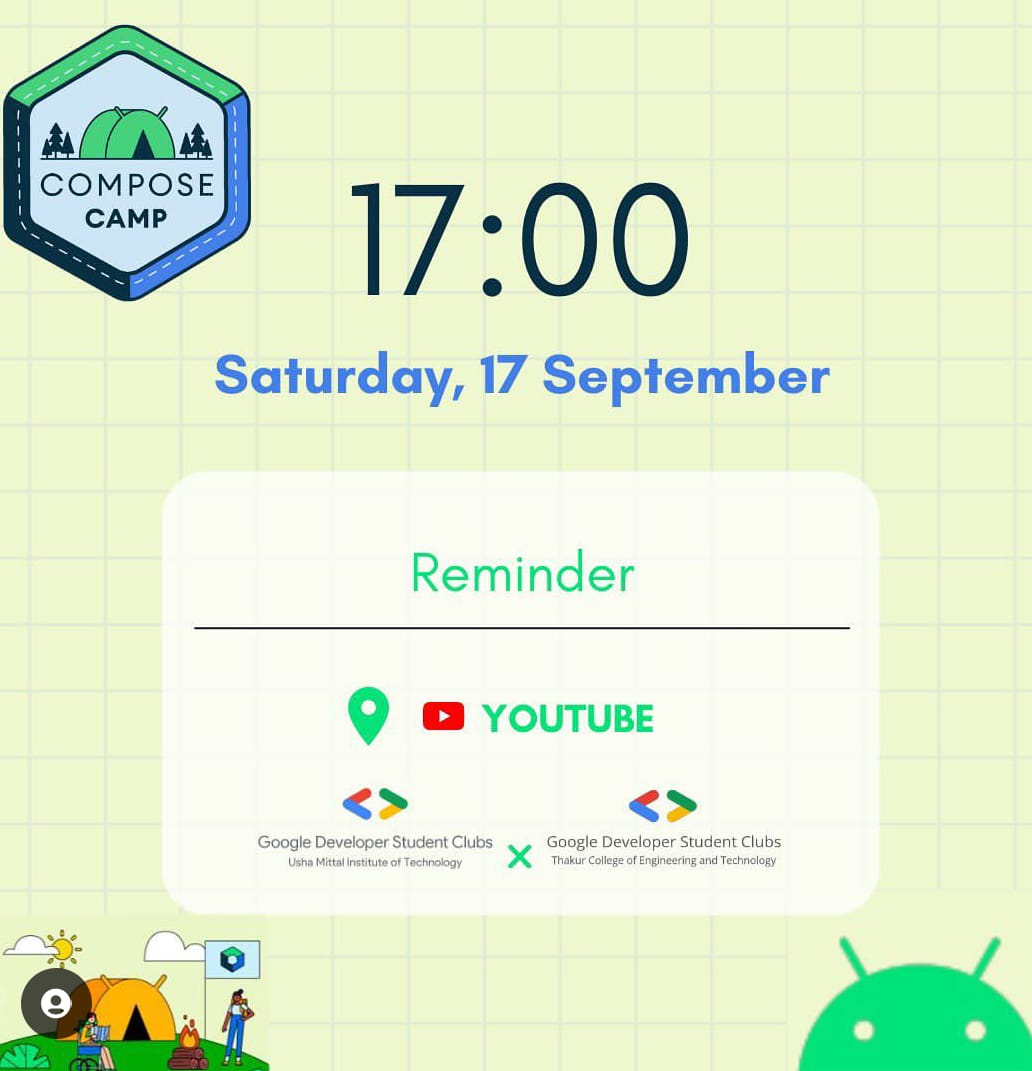 COMPOSE
CAMP
17:00
Saturday, 17 September
Reminder
YOUTUBE
Google Developer Student Clubs
Usha Mittal Institute of Technology
Google Developer Student Clubs
Thakur College of Engineering and Technology